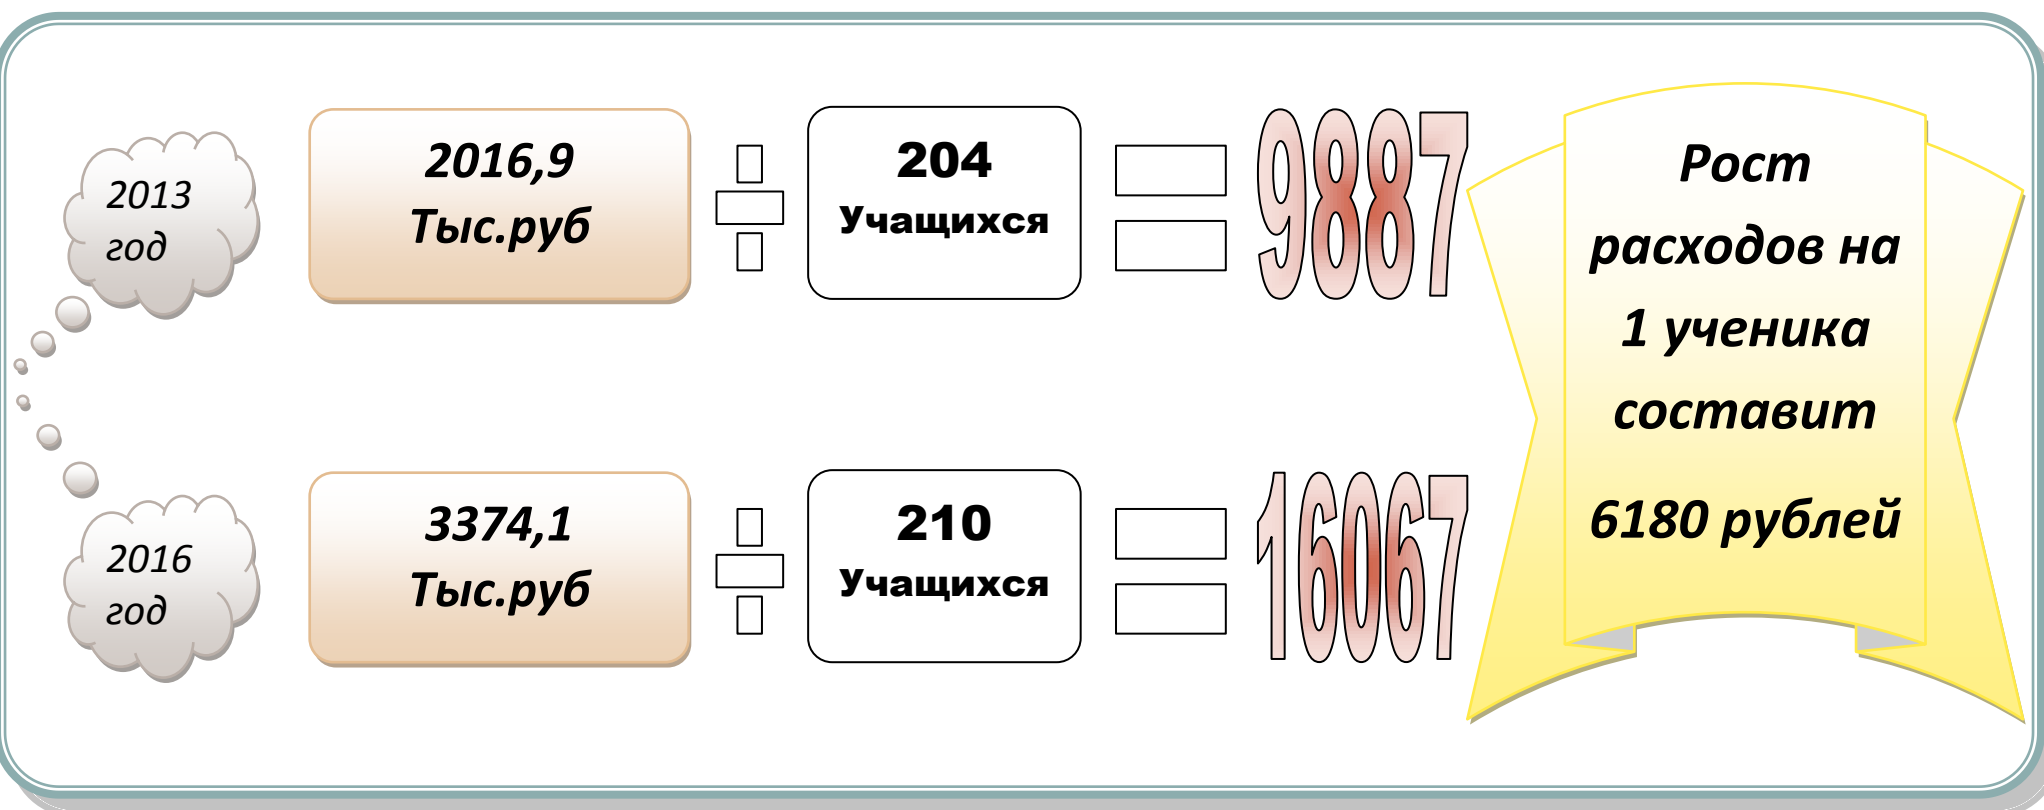 2013
год
2016,9
Тыс.руб
204
Учащихся
9887
2016
год
3374,1
Тыс.руб
210
Учащихся
16067
Рост
расходов на
1 ученика
составит
6180 рублей